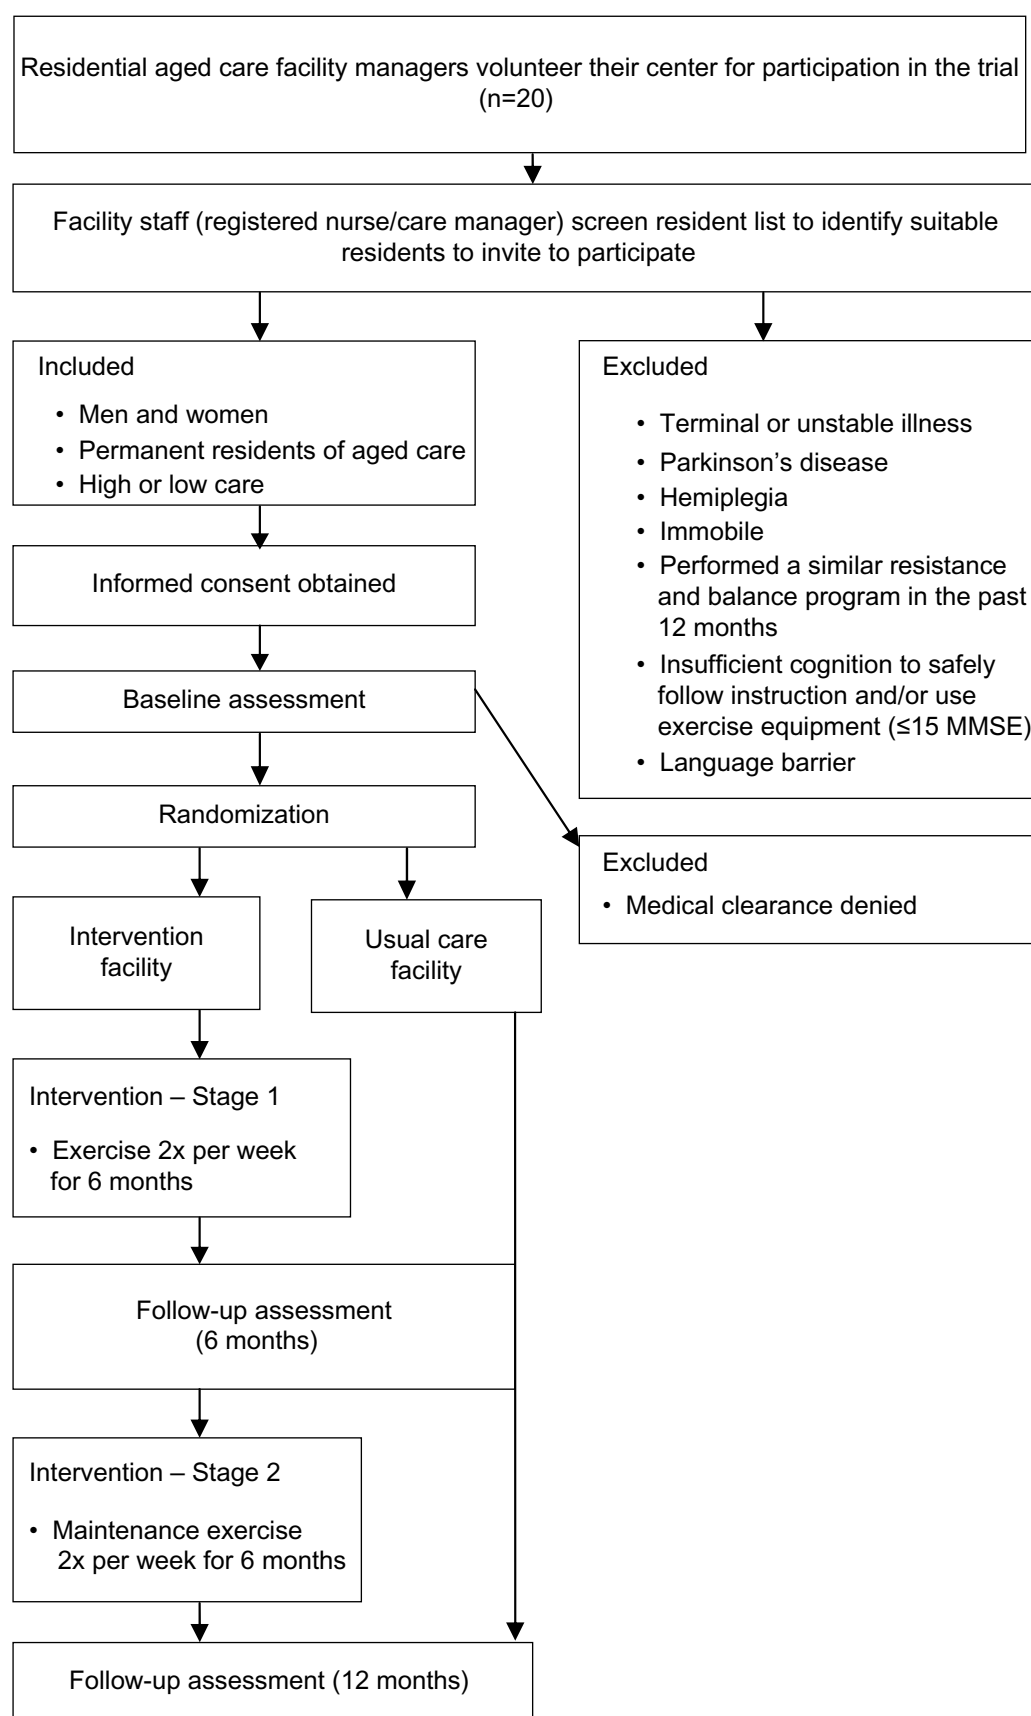 Residential aged care facility managers volunteer their center for participation in the trial
(n=20)
Facility staff (registered nurse/care manager) screen resident list to identify suitable
residents to invite to participate
Included
• Men and women
• Permanent residents of aged care
• High or low care
Excluded
• Terminal or unstable illness
• Parkinson’s disease
• Hemiplegia
• Immobile
• Performed a similar resistance
and balance program in the past
12 months
• Insufficient cognition to safely
follow instruction and/or use
exercise equipment (≤15 MMSE)
• Language barrier
Informed consent obtained
Baseline assessment
Excluded
• Medical clearance denied
Randomization
Intervention
facility
Usual care
facility
Intervention – Stage 1
• Exercise 2x per week
for 6 months
Follow-up assessment
(6 months)
Intervention – Stage 2
• Maintenance exercise
2x per week for 6 months
Follow-up assessment (12 months)